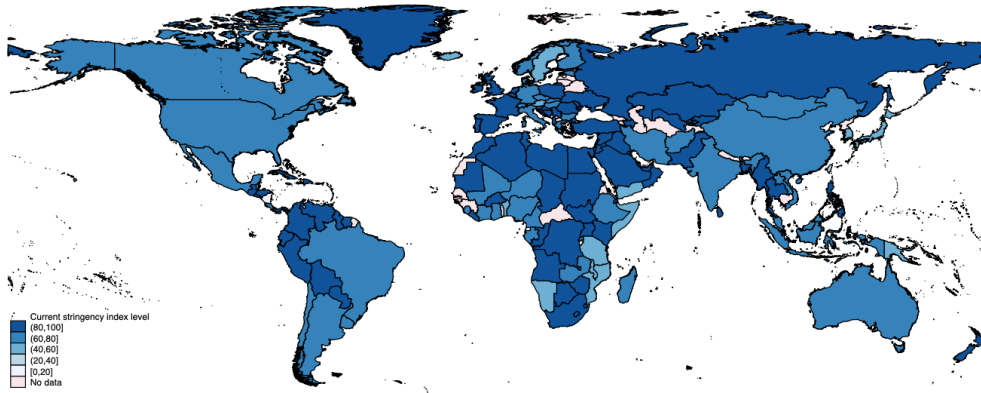 Current stringency index level
(80,100]
(60,80]
(40,60]
(20,40]
[0,20]
No data